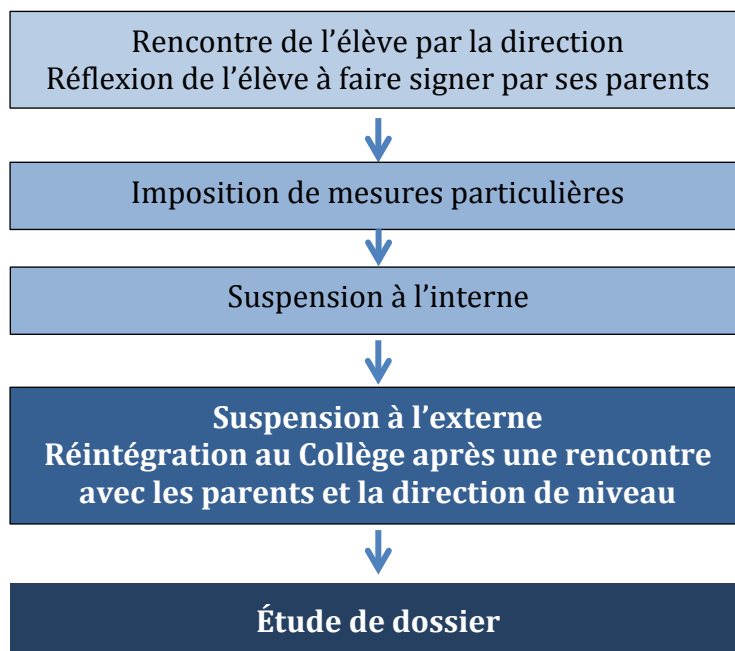 Rencontre de l’élève par la direction
Réflexion de l’élève à faire signer par ses parents
Imposition de mesures particulières
Suspension à l’interne
Suspension à l’externe
Réintégration au Collège après une rencontre
avec les parents et la direction de niveau
Étude de dossier